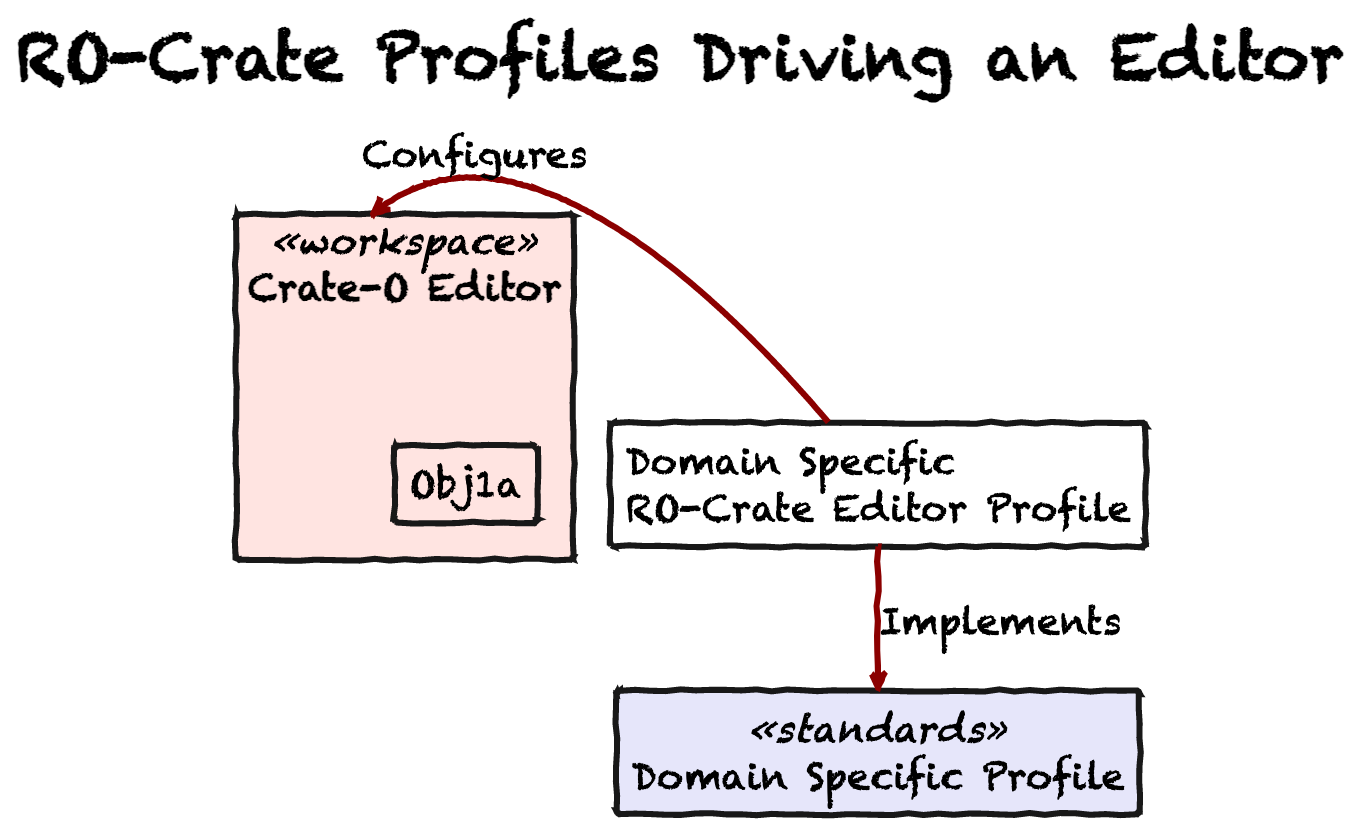 RO-Crate Profiles Driving an Editor
Configures
«workspace»
Crate-O Editor
Obj1a
Domain Specific
RO-Crate Editor Profile
Implements
«standards»
Domain Specific Profile